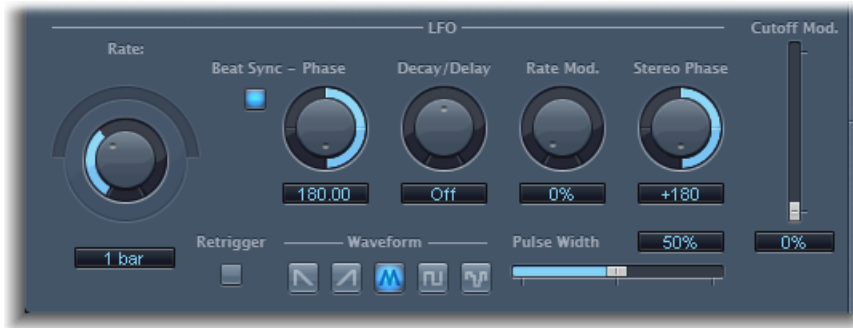 LFO
Cutoff Mod.
Rate:
Beat Sync – Phase
Decay/Delay
Rate Mod.
Stereo Phase
180.00
Off
0%
+180
1 bar
Retrigger
Waveform
Pulse Width
50%
0%